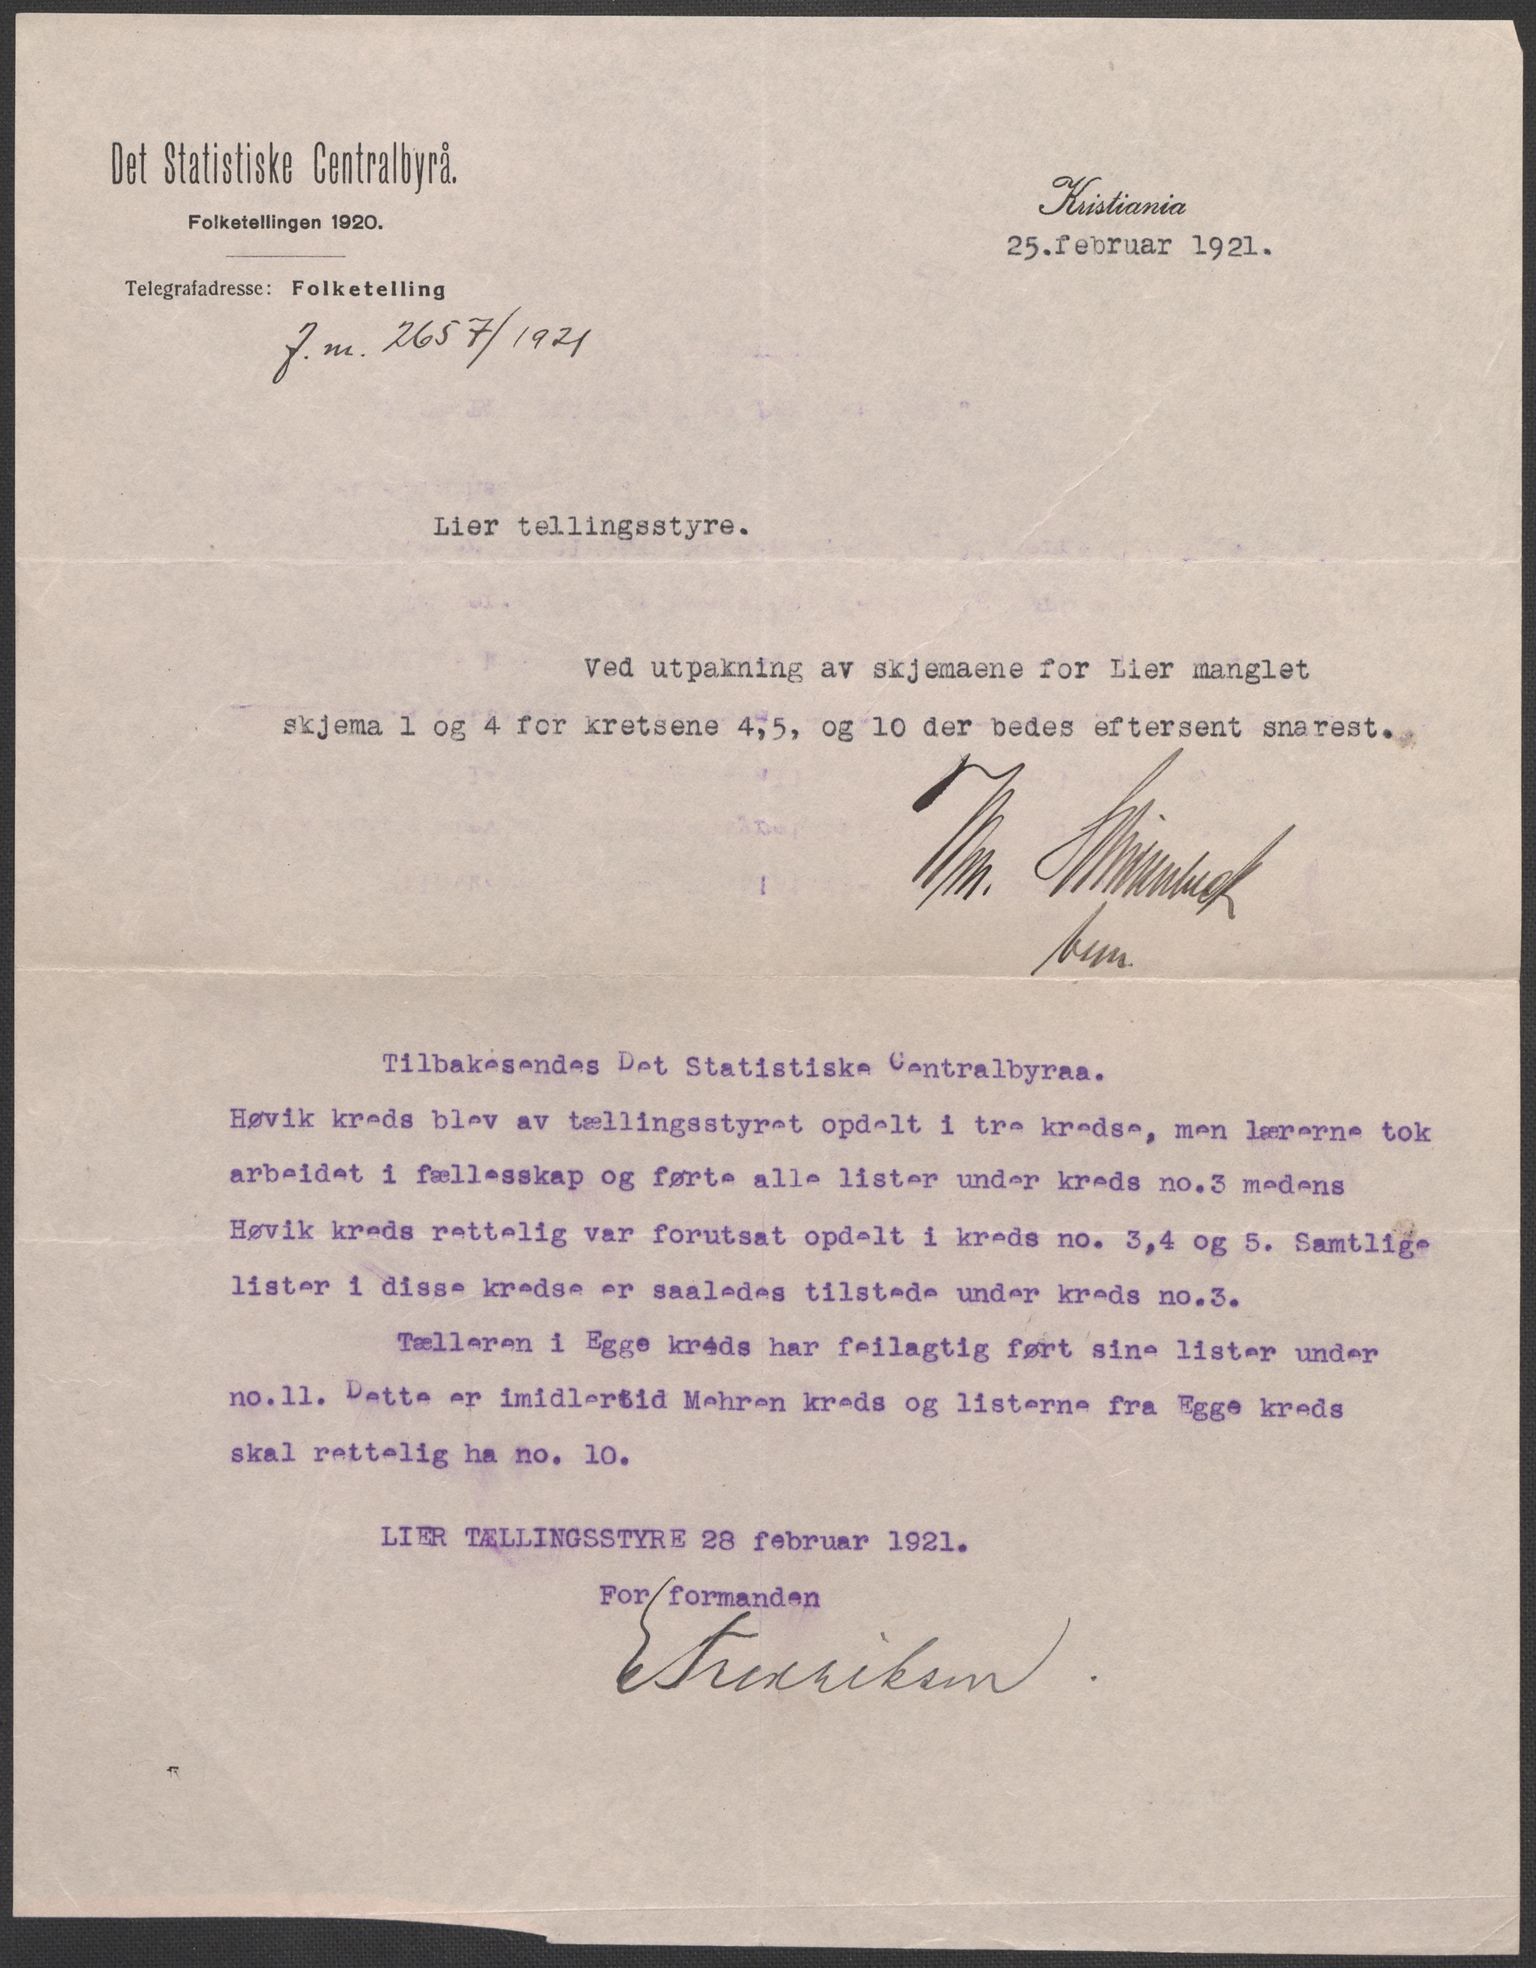 Det Statistiske Centralbyrå.
Folketellingen 1920.
Telegrafadresse: Folketelling
J. nr. 2657/1921
Kristiania
25.februar 1921.
Lier tellingsstyre.
Ved utpakning av skjemaene for Lier manglet
skjema 1 og 4 for kretsene 4,5, og 10 der bedes eftersent snarest.
Tilbakesendes Det Statistiske Centralbyraa.
Høvik kreds blev av tællingsstyret opdelt i tre kredse, men lærerne tok
arbeidet i fællesskap og førte alle lister under kreds no.3 medens
Høvik kreds rettelig var forutsat opdelt i kreds no. 3,4 og 5. Samtlige
lister i disse kredse er saaledes tilstede under kreds no.3.
Tælleren i Egge kreds har feilagtig ført sine lister under
no.11. Dette er imidlertid Mehren kreds og listerne fra Egge kreds
skal rettelig ha no. 10.
LIER TÆLLINGSSTYRE 28 februar 1921.
For formanden
E Fredriksen